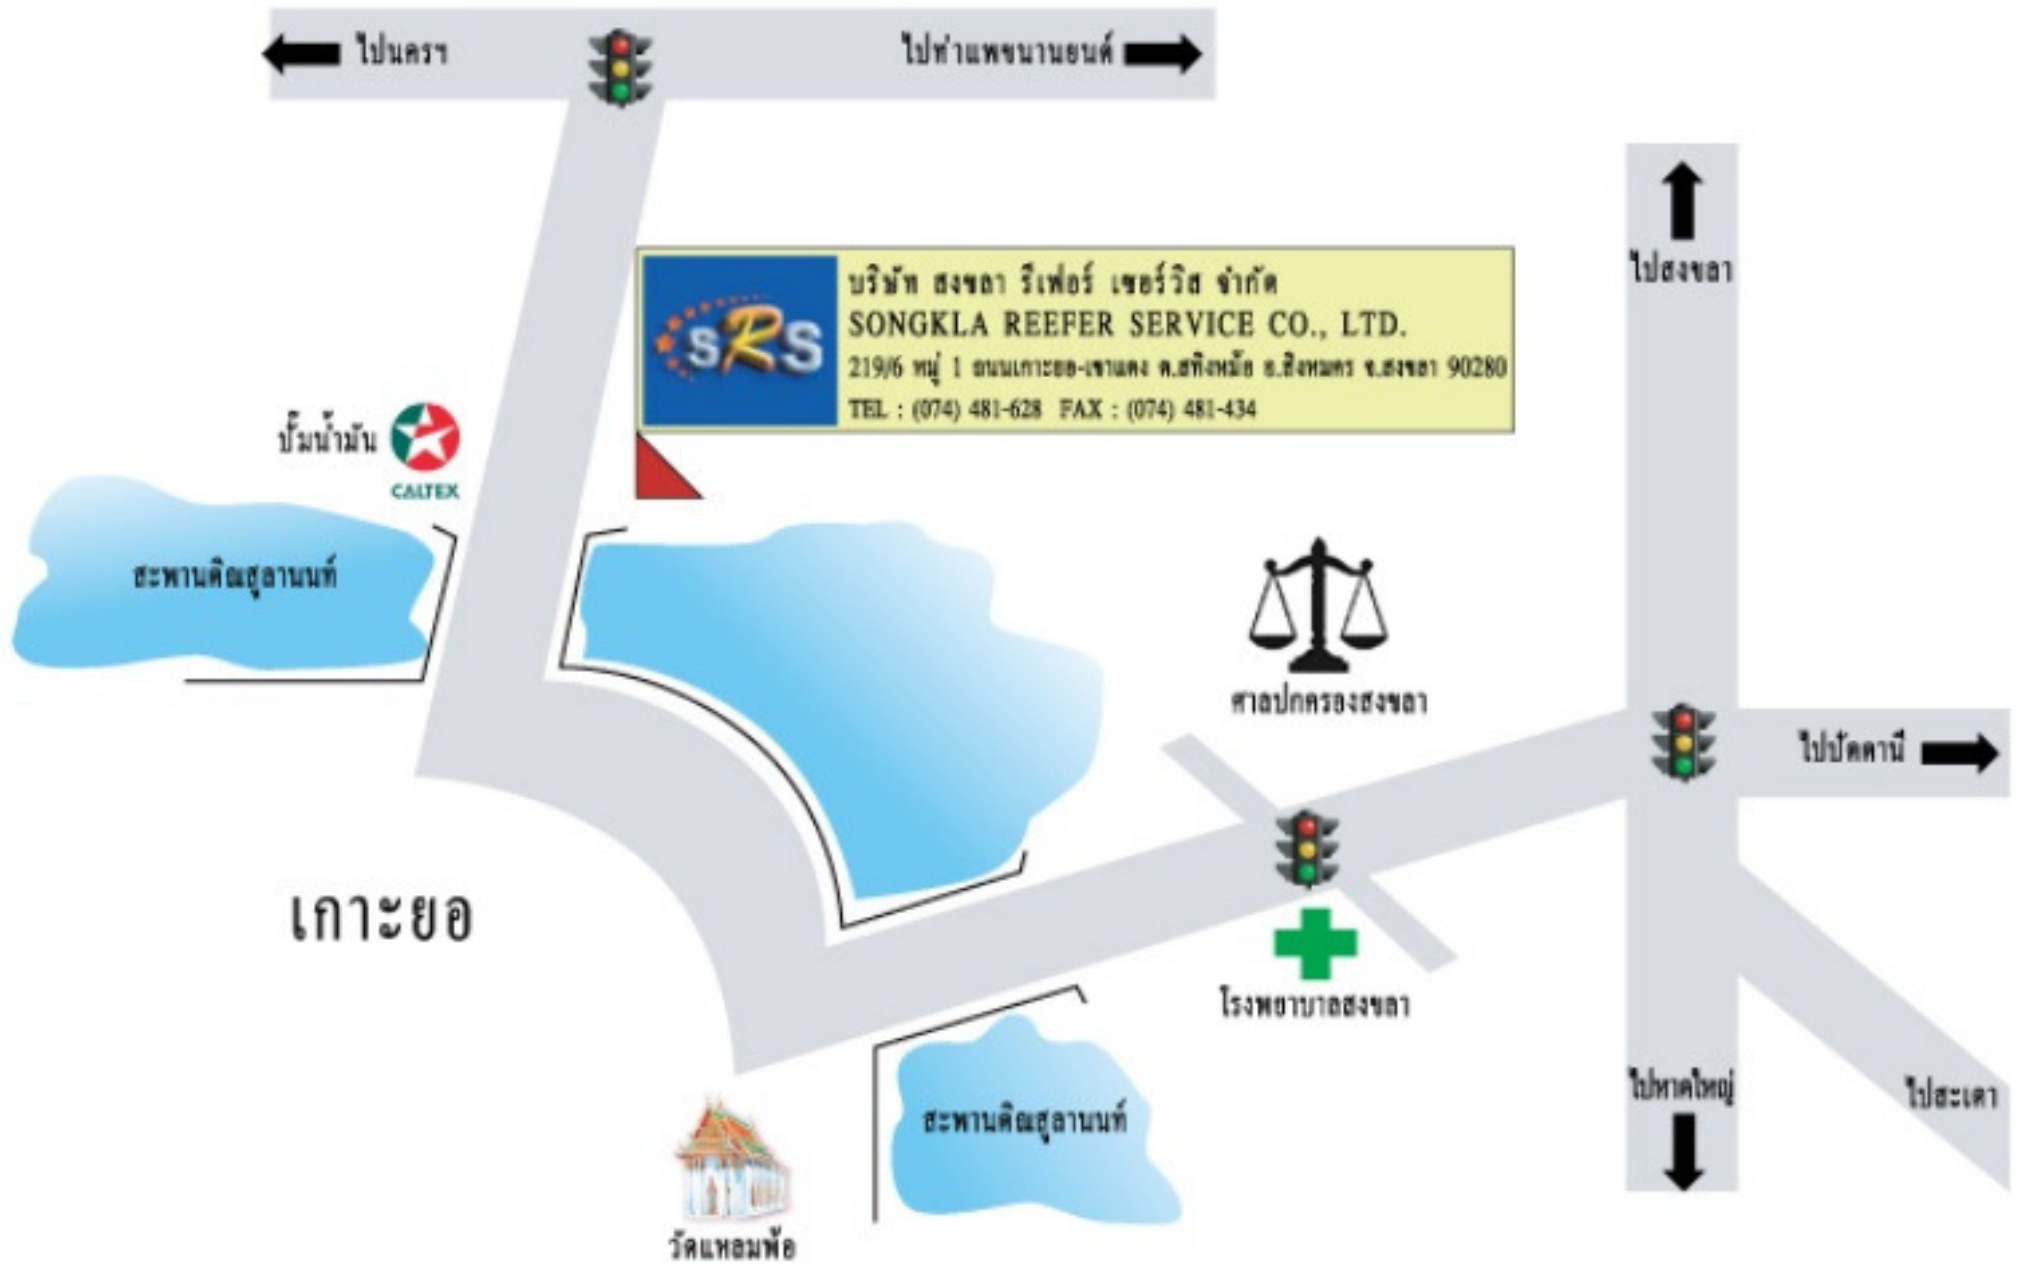 ไปนครฯ
ไปท่าแพขนานยนต์
ไปสงขลา
SRS
บริษัท สงขลา รีเฟอร์ เซอร์วิส จำกัด
SONGKLA REEFER SERVICE CO., LTD.
219/6 หมู่ 1 ถนนเกาะยอ-เขาแดง ต.สทิงหม้อ อ.สิงหนคร จ.สงขลา 90280
TEL : (074) 481-628 FAX : (074) 481-434
ปั๊มน้ำมัน
CALTEX
สะพานติณสูลานนท์
ศาลปกครองสงขลา
ไปปัตตานี
เกาะยอ
โรงพยาบาลสงขลา
ไปหาดใหญ่
ไปสะเดา
สะพานติณสูลานนท์
วัดแหลมพ้อ